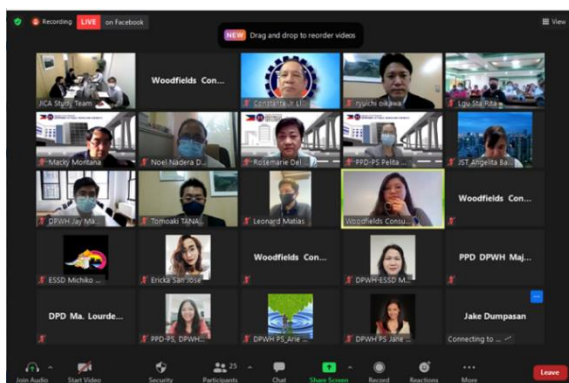 Recording LIVE on Facebook
View
NEW Drag and drop to reorder videos
JICA Study Team
Woodfields Con...
Constante Jr Ll...
ryuichi oikawa
Lgu Sta Rita
Macky Montana
Noel Nadera D...
Rosemarie Del ...
PPD-PS Pelita ...
JST Angelita Ba...
DPWH Jay Ma...
Tomoaki TANA...
Leonard Matias
Woodfields Consu...
Woodfields Con...
ESSD Michiko ...
Ericka San Jose
Woodfields Con...
DPWH-ESSD M...
PPD DPWH Maj...
DPD Ma. Lourde...
PPD-PS, DPWH...
DPWH PS Arie ...
DPWH PS Jane ...
Jake Dumpasan
Connecting to ...
25
Join Audio
Start Video
Security
Participants
Chat
Share Screen
Record
Reactions
More
Leave